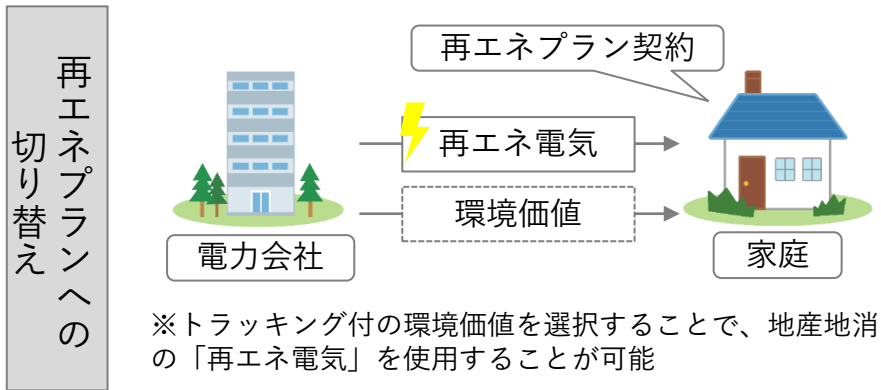 再エネプランへの
切り替え
再エネプラン契約
再エネ電気
環境価値
電力会社
家庭
※トラッキング付の環境価値を選択することで、地産地消
の「再エネ電気」を使用することが可能